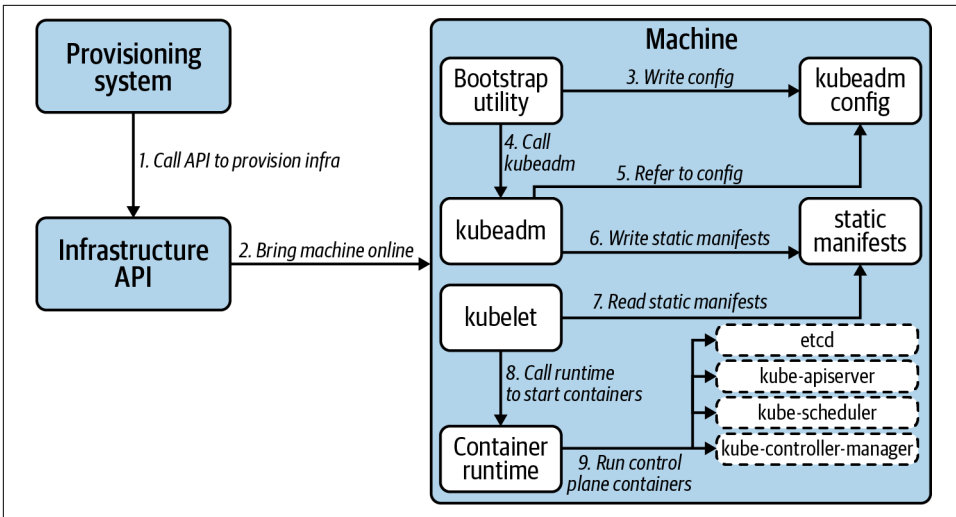 Provisioning
system
1. Call API to provision infra
Infrastructure
API
2. Bring machine online
Machine
Bootstrap
utility
3. Write config
kubeadm
config
4. Call
kubeadm
5. Refer to config
kubeadm
6. Write static manifests
static
manifests
kubelet
7. Read static manifests
8. Call runtime
to start containers
etcd
kube-apiserver
kube-scheduler
kube-controller-manager
Container
runtime
9. Run control
plane containers